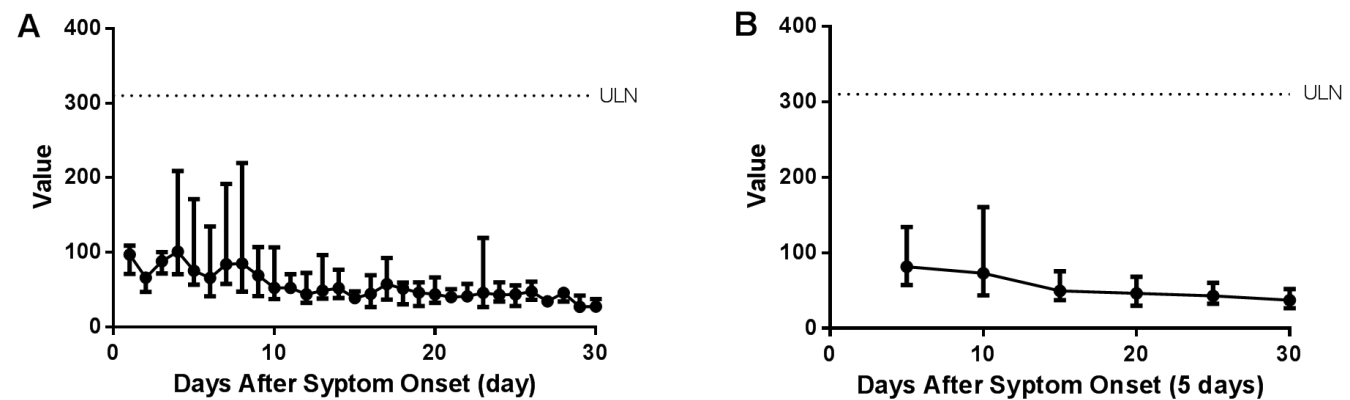 A
400
300
200
100
0
Value
ULN
0 10 20 30
Days After Syptom Onset (day)
B
400
300
200
100
0
Value
ULN
0 10 20 30
Days After Syptom Onset (5 days)